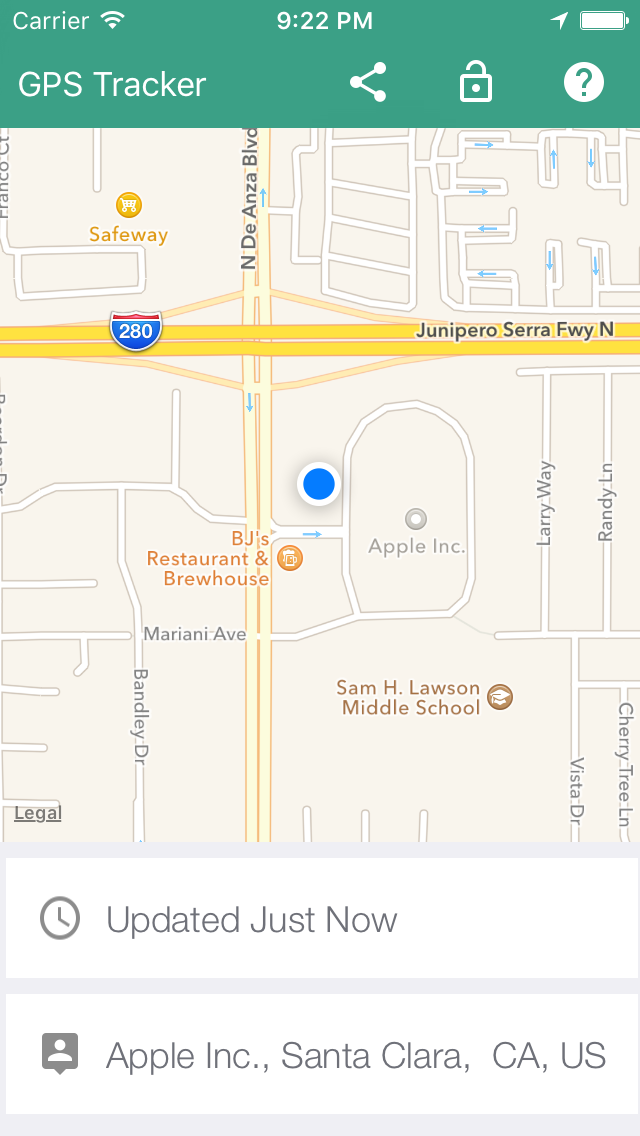 Carrier 9:22 PM
GPS Tracker
Franco Ct
N De Anza Blvd
Safeway
280
Junipero Serra Fwy N
Larry Way
Randy Ln
BJ's
Restaurant &
Brewhouse
Apple Inc.
Mariani Ave
Bandley Dr
Sam H. Lawson
Middle School
Cherry Tree Ln
Vista Dr
Legal
Updated Just Now
Apple Inc., Santa Clara,  CA, US